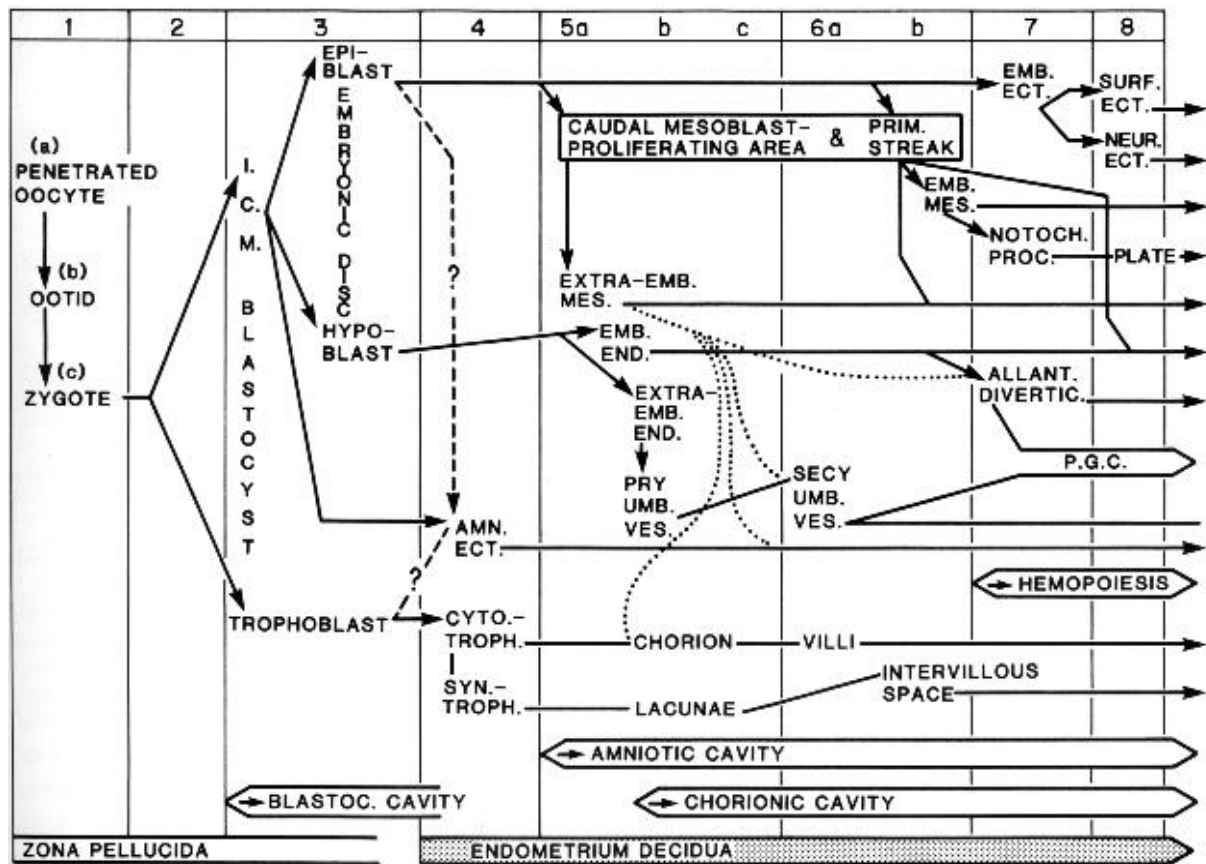 1 2 3 4 5a b c 6a b 7 8
EPI-
BLAST
EMBRYONIC DISC
EMB.
ECT.
SURF.
ECT.
NEUR.
ECT.
CAUDAL MESOBLAST-
PROLIFERATING AREA
&
PRIM.
STREAK
(a)
PENETRATED
OOCYTE
I.C.M. BLASTOCYST
EMB.
MES.
NOTOCH.
PROC.
PLATE
(b)
OOTID
?
EXTRA-EMB.
MES.
HYPO-
BLAST
EMB.
END.
(c)
ZYGOTE
EXTRA-
EMB.
END.
ALLANT.
DIVERTIC.
P.G.C.
PRY
UMB.
VES.
SECY
UMB.
VES.
AMN.
ECT.
?
HEMOPOIESIS
TROPHOBLAST
CYTO.-
TROPH.
CHORION
VILLI
SYN.-
TROPH.
LACUNAE
INTERVILLOUS
SPACE
AMNIOTIC CAVITY
BLASTOC. CAVITY
CHORIONIC CAVITY
ZONA PELLUCIDA
ENDOMETRIUM DECIDUA